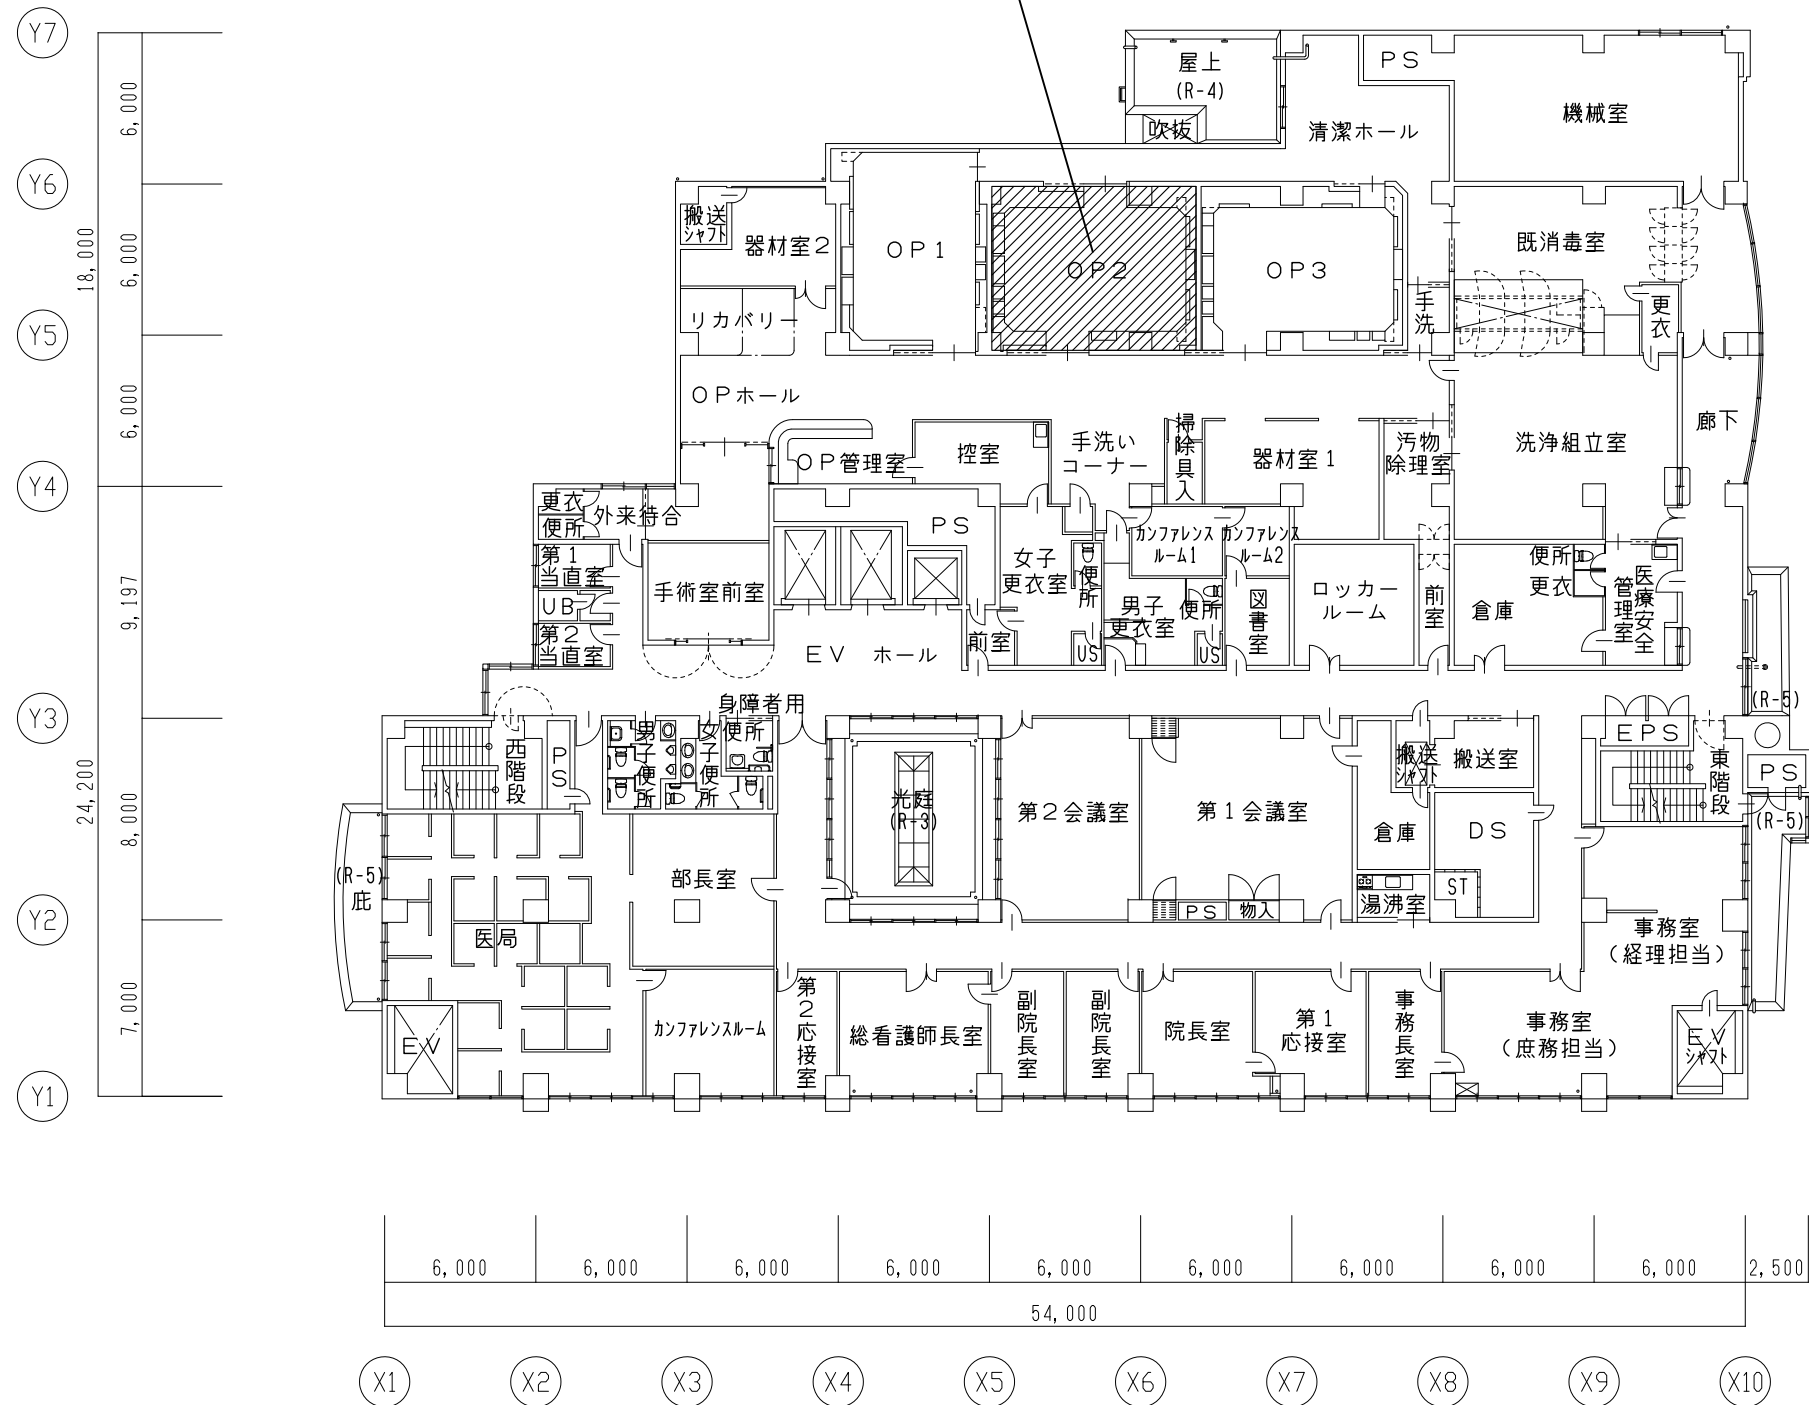 Y7
Y6
Y5
Y4
Y3
Y2
Y1
6,000
6,000
6,000
18,000
9,197
8,000
7,000
24,200
屋上
(R-4)
吹抜
清潔ホール
PS
機械室
搬送
シャフト
器材室2
OP1
OP2
OP3
手洗
既消毒室
更衣
リカバリー
OPホール
OP管理室
控室
手洗い
コーナー
掃除具入
器材室1
汚物
除理室
洗浄組立室
廊下
更衣
便所
外来待合
第1
当直室
UB
第2
当直室
手術室前室
PS
EV ホール
前室
女子
更衣室
便所
US
カンファレンス
ルーム1
カンファレンス
ルーム2
男子
更衣室
便所
US
図書室
ロッカー
ルーム
前室
倉庫
便所
更衣
医療安全
管理室
(R-5)
身障者用
便所
男子便所
女子便所
西階段
PS
光庭
(R-3)
第2会議室
第1会議室
PS
物入
搬送
シャフト
搬送室
倉庫
DS
ST
湯沸室
EPS
東階段
PS
(R-5)
(R-5)
庇
医局
部長室
事務室
(経理担当)
EV
カンファレンスルーム
第2応接室
総看護師長室
副院長室
副院長室
院長室
第1
応接室
事務長室
事務室
(庶務担当)
EV
シャフト
6,000
6,000
6,000
6,000
6,000
6,000
6,000
6,000
6,000
2,500
54,000
X1
X2
X3
X4
X5
X6
X7
X8
X9
X10